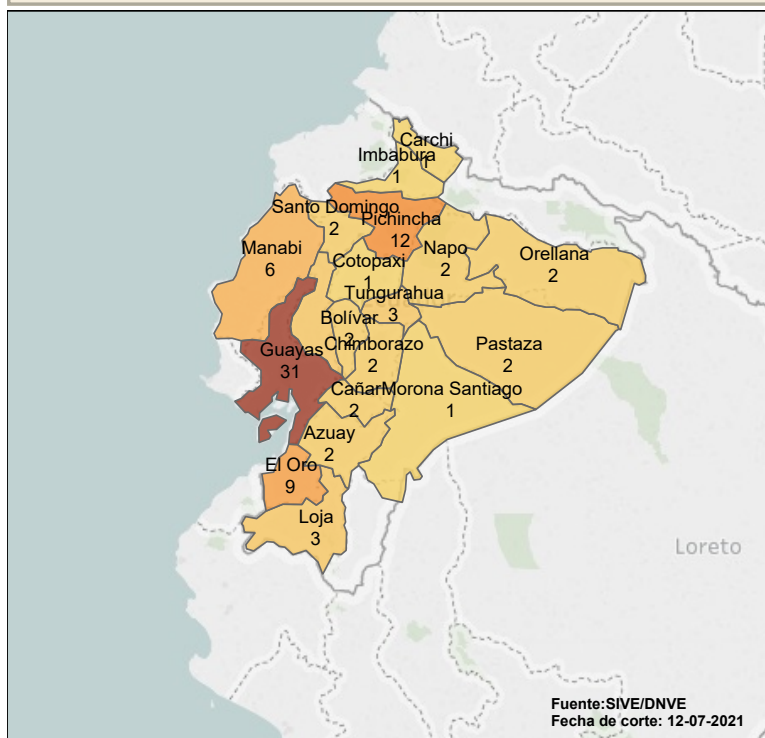 Carchi
1
Imbabura
1
Santo Domingo
2
Pichincha
12
Manabi
6
Napo
2
Orellana
2
Cotopaxi
1
Tungurahua
3
Bolívar
2
Guayas
31
Chimborazo
2
Pastaza
2
Cañar
2
Morona Santiago
1
Azuay
2
El Oro
9
Loja
3
Loreto
Fuente:SIVE/DNVE
Fecha de corte: 12-07-2021